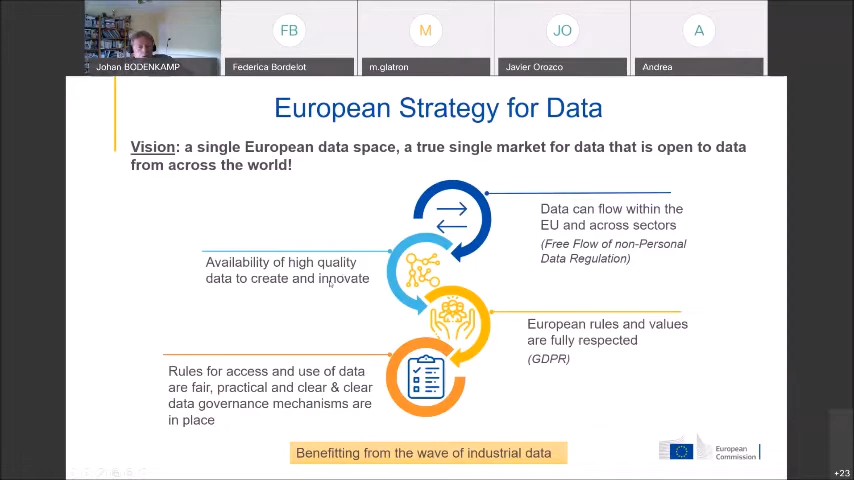 FB
M
JO
A
Johan BODENKAMP
Federica Bordelot
m.glatron
Javier Orozco
Andrea
European Strategy for Data
Vision: a single European data space, a true single market for data that is open to data
from across the world!
Data can flow within the
EU and across sectors
(Free Flow of non-Personal
Data Regulation)
Availability of high quality
data to create and innovate
European rules and values
are fully respected
(GDPR)
Rules for access and use of data
are fair, practical and clear & clear
data governance mechanisms are
in place
Benefitting from the wave of industrial data
European
Commission
+23